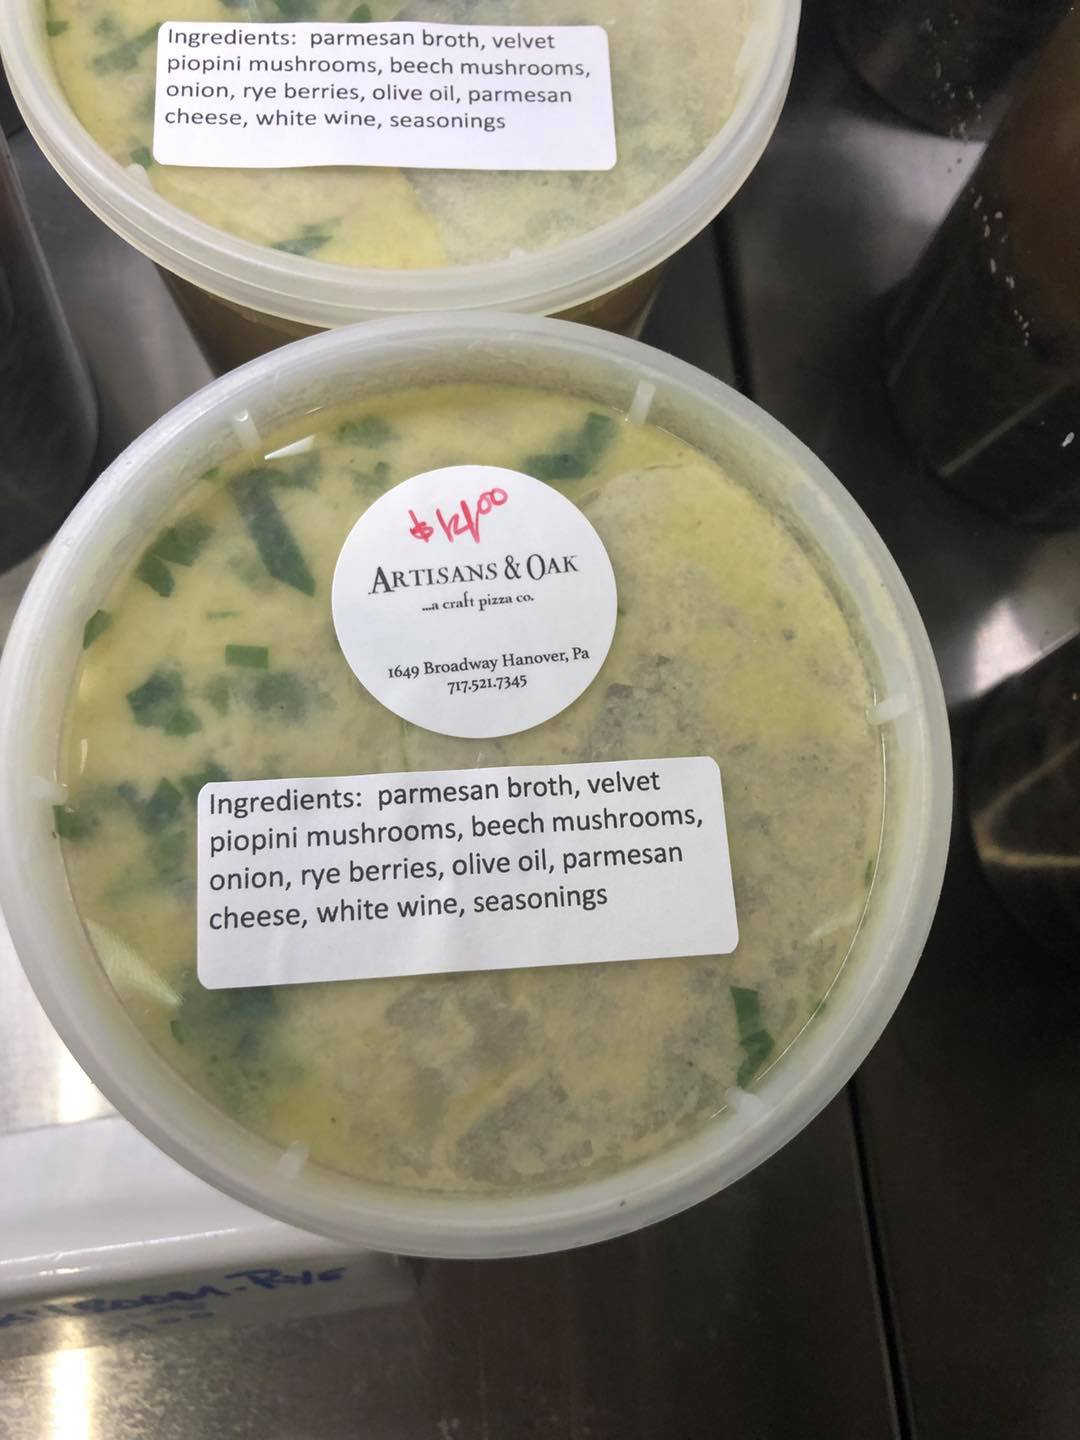 Ingredients: parmesan broth, velvet
piopini mushrooms, beech mushrooms,
onion, rye berries, olive oil, parmesan
cheese, white wine, seasonings
ARTISANS & OAK
...a craft pizza co.
1649 Broadway Hanover, Pa
717.521.7345
Ingredients: parmesan broth, velvet
piopini mushrooms, beech mushrooms,
onion, rye berries, olive oil, parmesan
cheese, white wine, seasonings